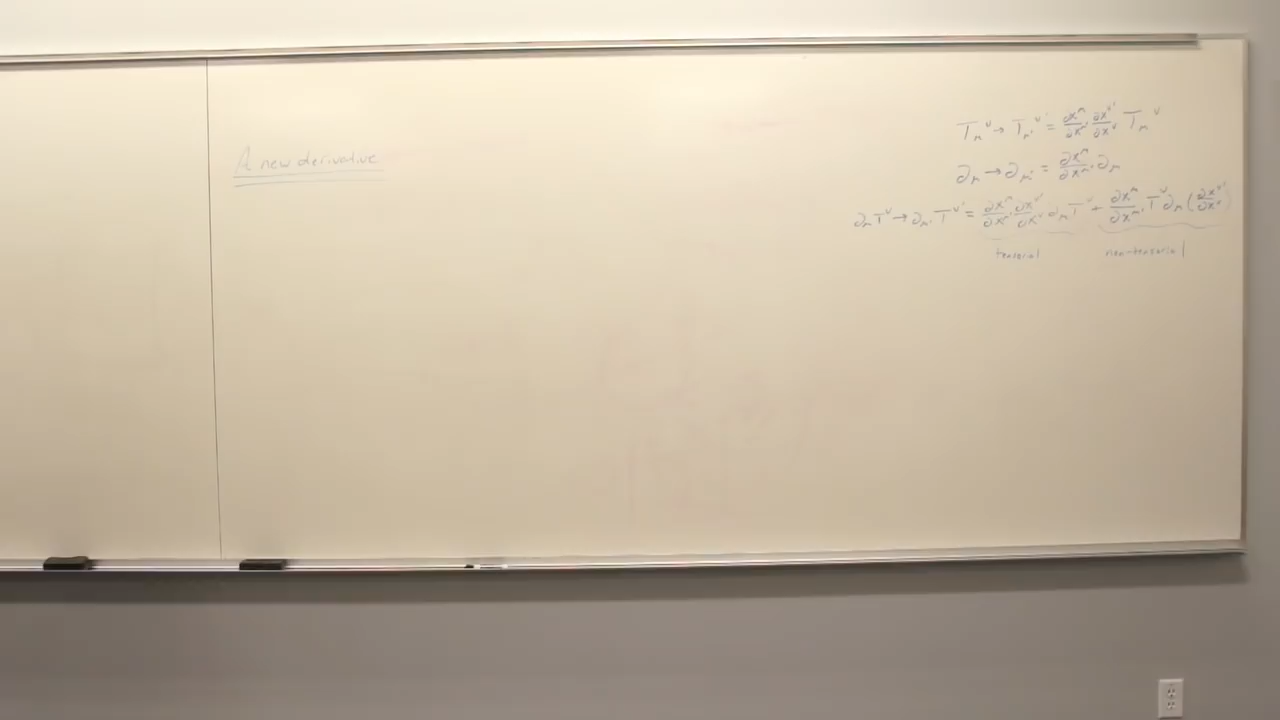 A new derivative
T_μ^ν → T_μ'^ν' = ∂x^μ/∂x^μ' ∂x^ν'/∂x^ν T_μ^ν
∂_μ → ∂_μ' = ∂x^μ/∂x^μ' ∂_μ
∂_μ T^ν → ∂_μ' T^ν' = ∂x^μ/∂x^μ' ∂x^ν'/∂x^ν ∂_μ T^ν + ∂x^μ/∂x^μ' T^ν ∂_μ (∂x^ν'/∂x^ν)
tensorial non-tensorial